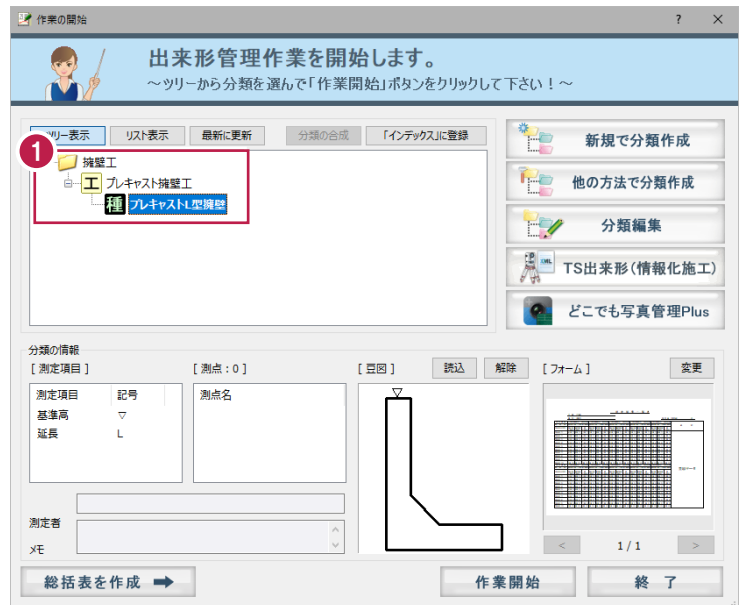 作業の開始
? ×
出来形管理作業を開始します。
～ツリーから分類を選んで「作業開始」ボタンをクリックして下さい！～
リー表示 リスト表示 最新に更新 分類の合成 「インデックス」に登録
1
擁壁工
工 プレキャスト擁壁工
種 プレキャストL型擁壁
新規で分類作成
他の方法で分類作成
分類編集
XML
TS出来形(情報化施工)
どこでも写真管理Plus
分類の情報
[ 測定項目 ] [ 測点 : 0 ] [ 豆図 ] 読込 解除 [ フォーム ] 変更
測定項目 記号 測点名
基準高 ▽
延長 L
▽
測定者
メモ
< 1 / 1 >
総括表を作成 ➡ 作業開始 終 了